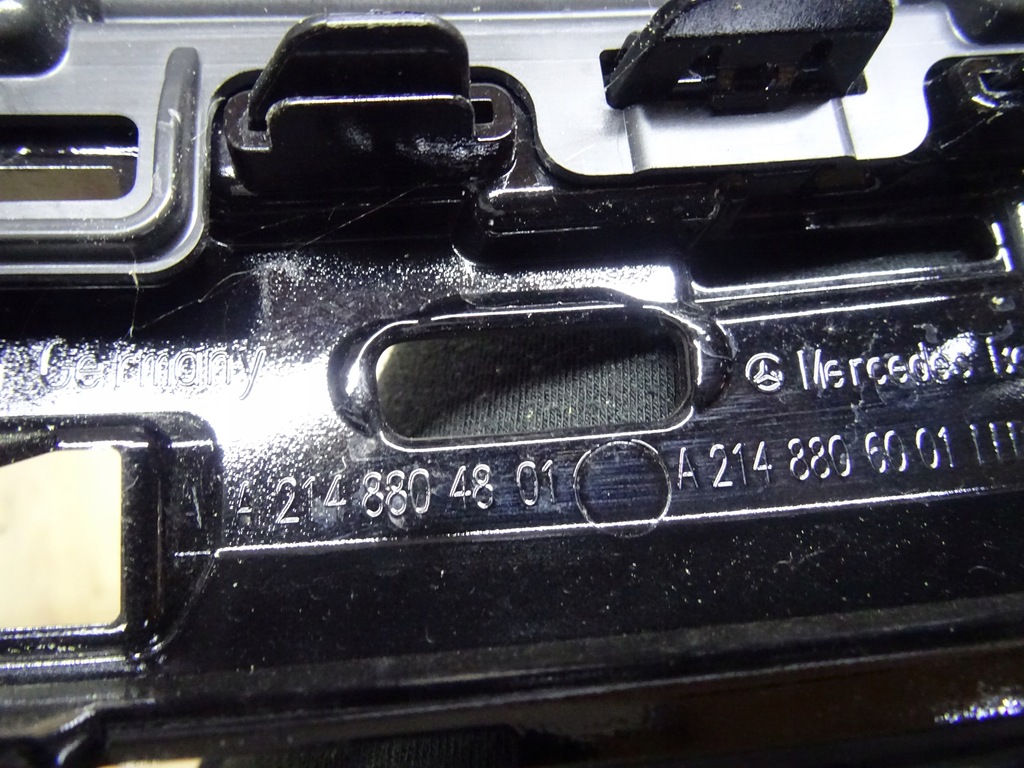 Germany
Mercedes
A 214 880 48 01
A 214 880 60 01